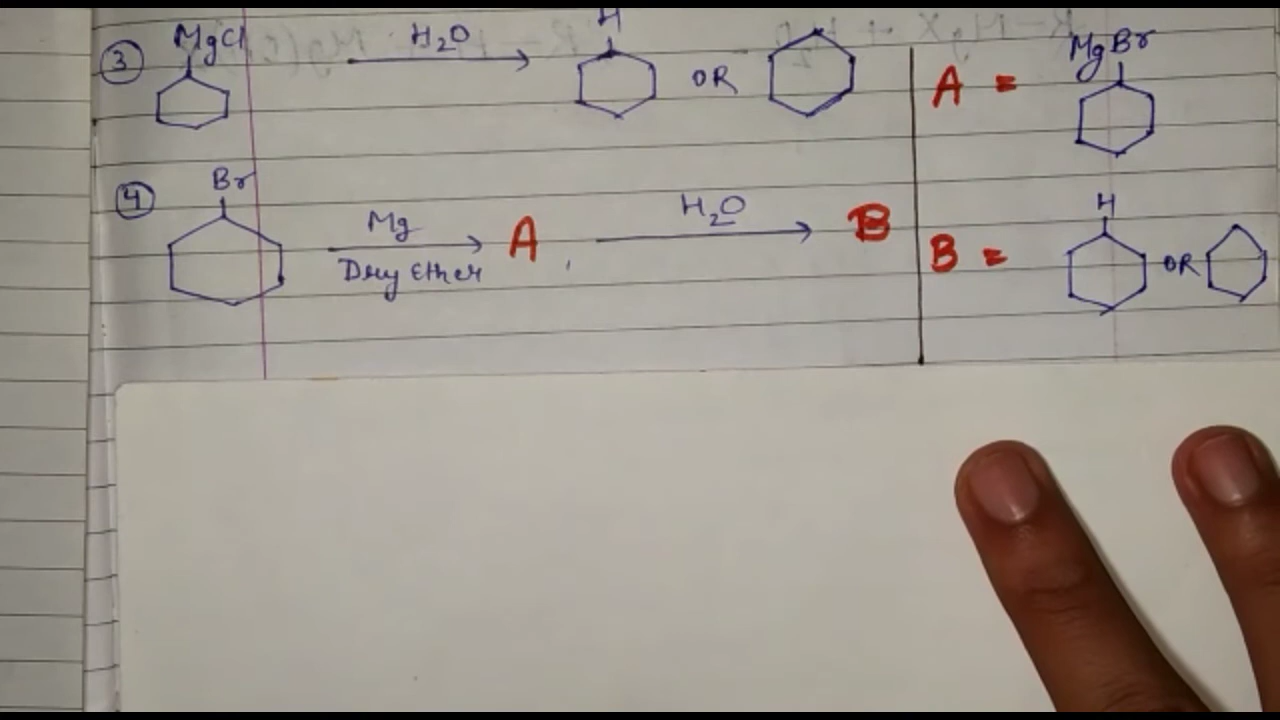 ③ MgCl H₂O H OR
A = MgBr
④ Br Mg Dry Ether A , H₂O B
B = H OR